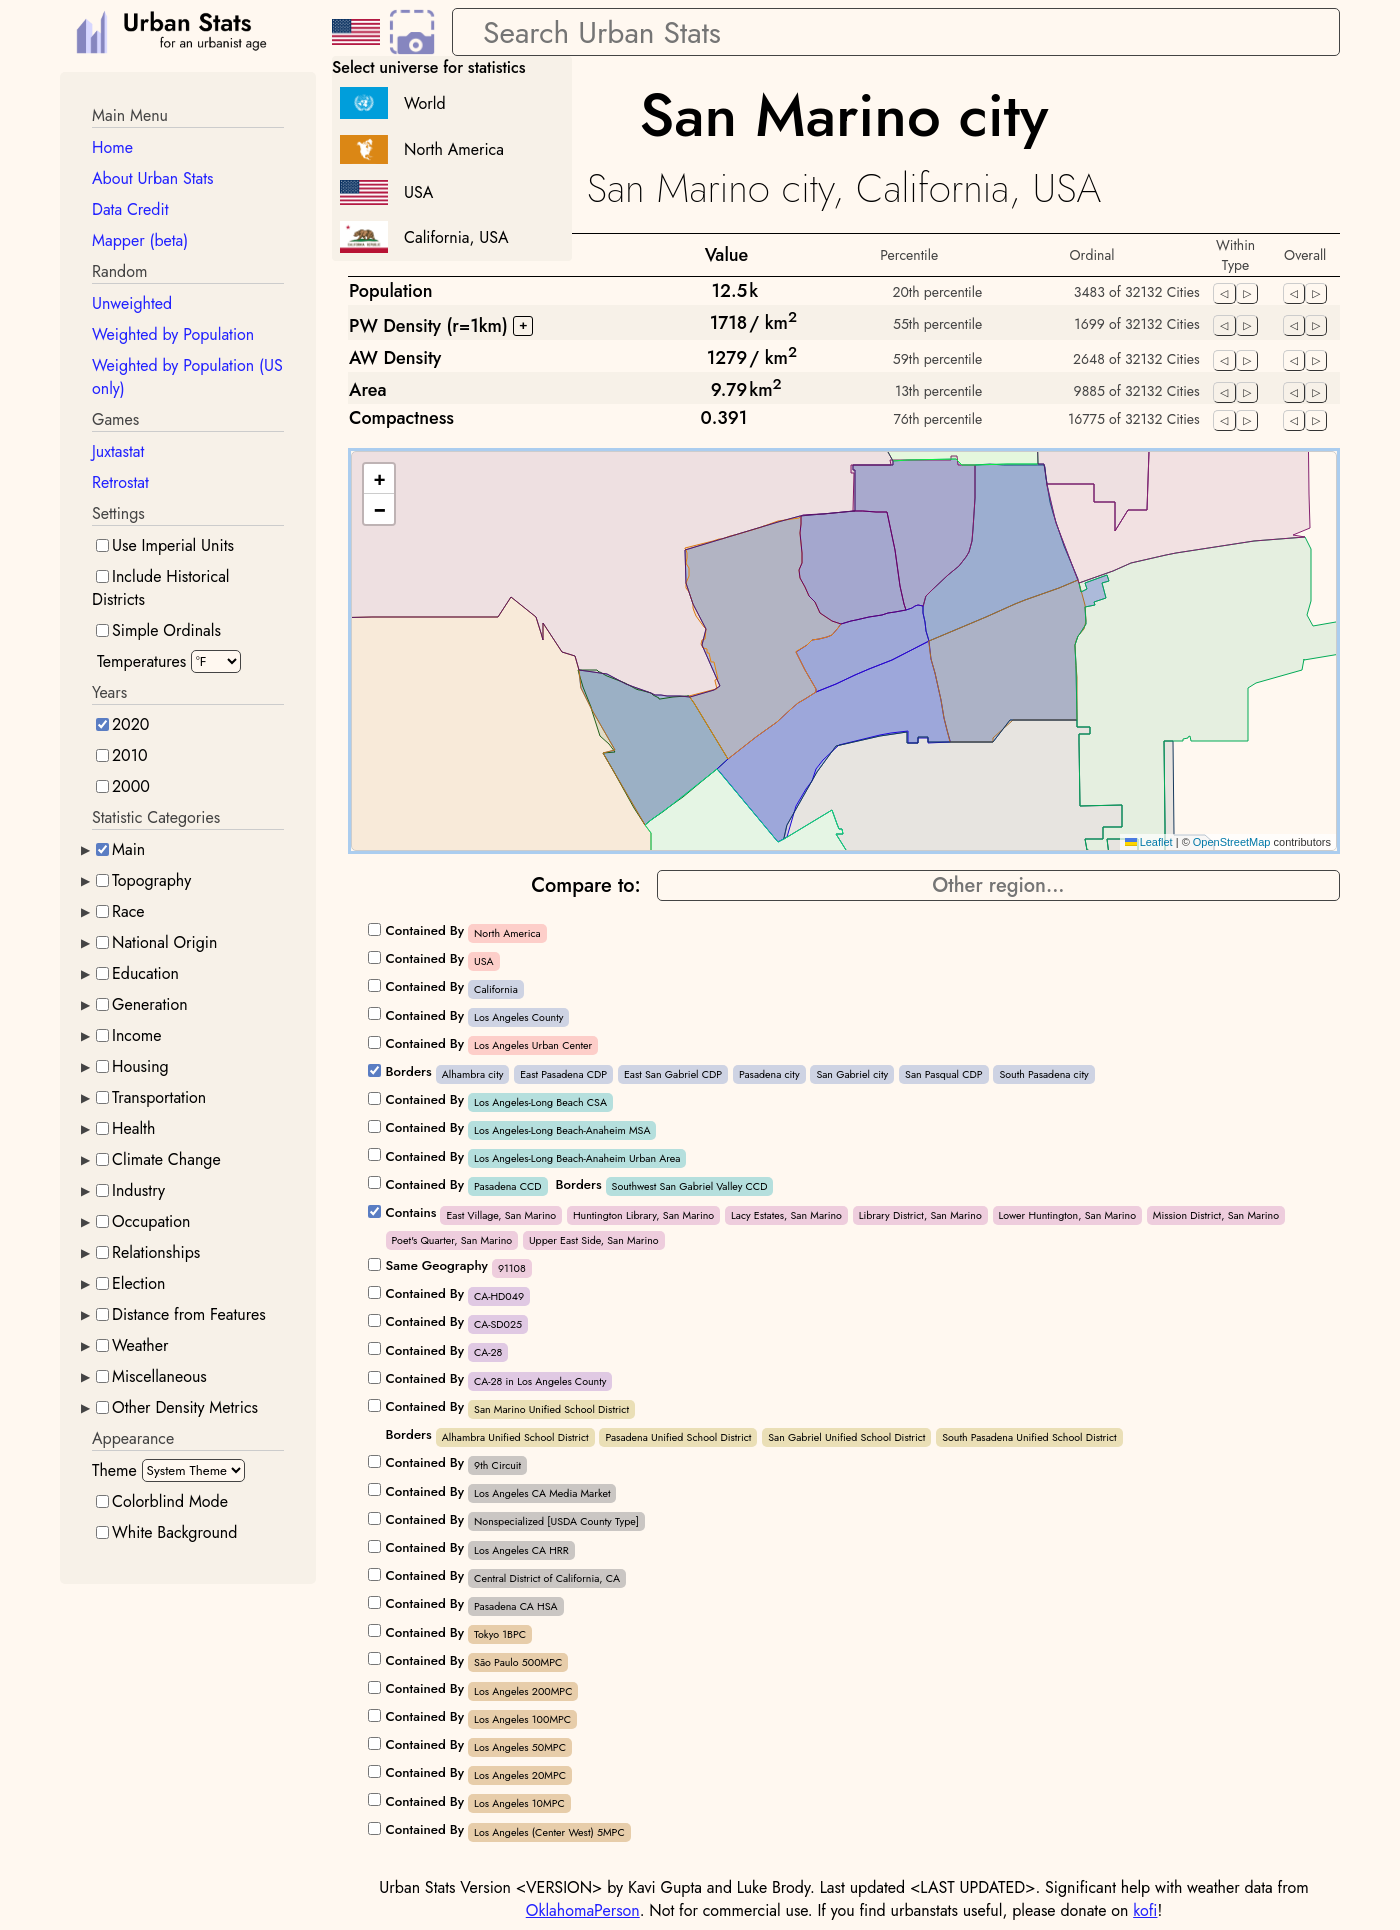 Urban Stats
for an urbanist age
Search Urban Stats
Select universe for statistics
World
North America
USA
California, USA
San Marino city
San Marino city, California, USA
Main Menu
Home
About Urban Stats
Data Credit
Mapper (beta)
Random
Unweighted
Weighted by Population
Weighted by Population (US
only)
Games
Juxtastat
Retrostat
Settings
Use Imperial Units
Include Historical
Districts
Simple Ordinals
Temperatures °F
Years
2020
2010
2000
Statistic Categories
Main
Topography
Race
National Origin
Education
Generation
Income
Housing
Transportation
Health
Climate Change
Industry
Occupation
Relationships
Election
Distance from Features
Weather
Miscellaneous
Other Density Metrics
Appearance
Theme System Theme
Colorblind Mode
White Background
Value Percentile Ordinal Within Type Overall
Population 12.5k 20th percentile 3483 of 32132 Cities
PW Density (r=1km) + 1718 / km² 55th percentile 1699 of 32132 Cities
AW Density 1279 / km² 59th percentile 2648 of 32132 Cities
Area 9.79 km² 13th percentile 9885 of 32132 Cities
Compactness 0.391 76th percentile 16775 of 32132 Cities
+
−
Leaflet | © OpenStreetMap contributors
Compare to: Other region...
Contained By North America
Contained By USA
Contained By California
Contained By Los Angeles County
Contained By Los Angeles Urban Center
Borders Alhambra city East Pasadena CDP East San Gabriel CDP Pasadena city San Gabriel city San Pasqual CDP South Pasadena city
Contained By Los Angeles-Long Beach CSA
Contained By Los Angeles-Long Beach-Anaheim MSA
Contained By Los Angeles-Long Beach-Anaheim Urban Area
Contained By Pasadena CCD Borders Southwest San Gabriel Valley CCD
Contains East Village, San Marino Huntington Library, San Marino Lacy Estates, San Marino Library District, San Marino Lower Huntington, San Marino Mission District, San Marino
Poet's Quarter, San Marino Upper East Side, San Marino
Same Geography 91108
Contained By CA-HD049
Contained By CA-SD025
Contained By CA-28
Contained By CA-28 in Los Angeles County
Contained By San Marino Unified School District
Borders Alhambra Unified School District Pasadena Unified School District San Gabriel Unified School District South Pasadena Unified School District
Contained By 9th Circuit
Contained By Los Angeles CA Media Market
Contained By Nonspecialized [USDA County Type]
Contained By Los Angeles CA HRR
Contained By Central District of California, CA
Contained By Pasadena CA HSA
Contained By Tokyo 1BPC
Contained By São Paulo 500MPC
Contained By Los Angeles 200MPC
Contained By Los Angeles 100MPC
Contained By Los Angeles 50MPC
Contained By Los Angeles 20MPC
Contained By Los Angeles 10MPC
Contained By Los Angeles (Center West) 5MPC
Urban Stats Version <VERSION> by Kavi Gupta and Luke Brody. Last updated <LAST UPDATED>. Significant help with weather data from
OklahomaPerson. Not for commercial use. If you find urbanstats useful, please donate on kofi!